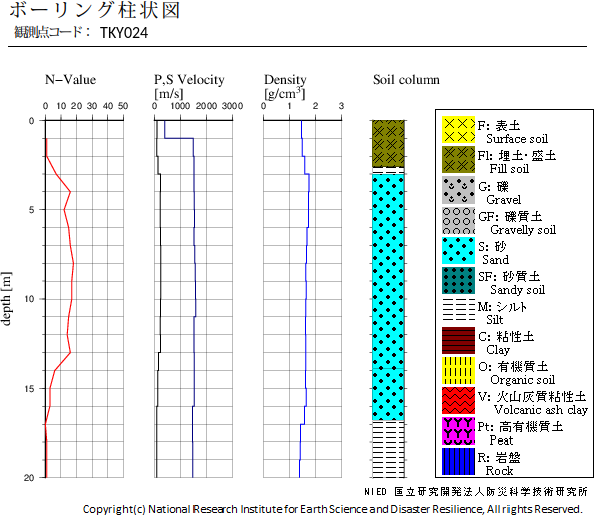 ボーリング柱状図
観測点コード： TKY024
N−Value P,S Velocity Density Soil column
[m/s] [g/cm³]
0 10 20 30 40 50 0 1000 2000 3000 0 1 2 3
0
5
10
15
20
depth [m]
F: 表土
Surface soil
Fl: 埋土・盛土
Fill soil
G: 礫
Gravel
GF: 礫質土
Gravelly soil
S: 砂
Sand
SF: 砂質土
Sandy soil
M: シルト
Silt
C: 粘性土
Clay
O: 有機質土
Organic soil
V: 火山灰質粘性土
Volcanic ash clay
Pt: 高有機質土
Peat
R: 岩盤
Rock
NIED 国立研究開発法人防災科学技術研究所
Copyright(c) National Research Institute for Earth Science and Disaster Resilience, All rights Reserved.